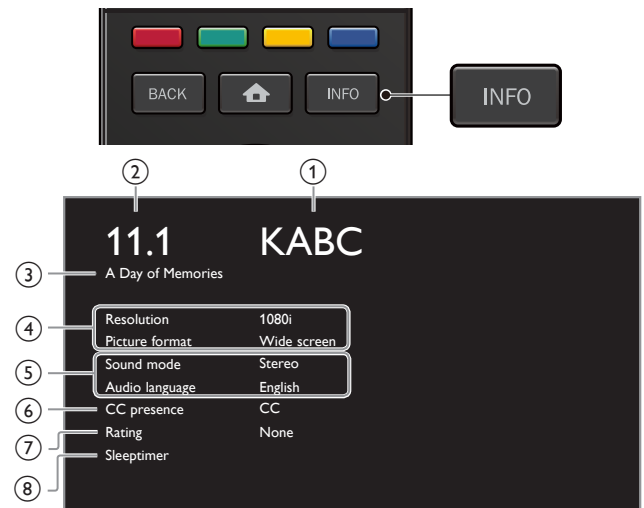 BACK INFO INFO
2 1
11.1 KABC
3 A Day of Memories
4 Resolution 1080i
Picture format Wide screen
5 Sound mode Stereo
Audio language English
6 CC presence CC
7 Rating None
8 Sleeptimer